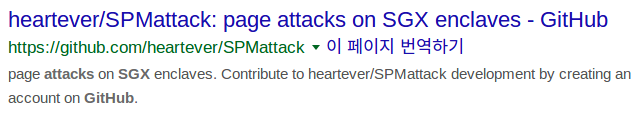 heartever/SPMattack: page attacks on SGX enclaves - GitHub
https://github.com/heartever/SPMattack ▾ 이 페이지 번역하기
page attacks on SGX enclaves. Contribute to heartever/SPMattack development by creating an
account on GitHub.